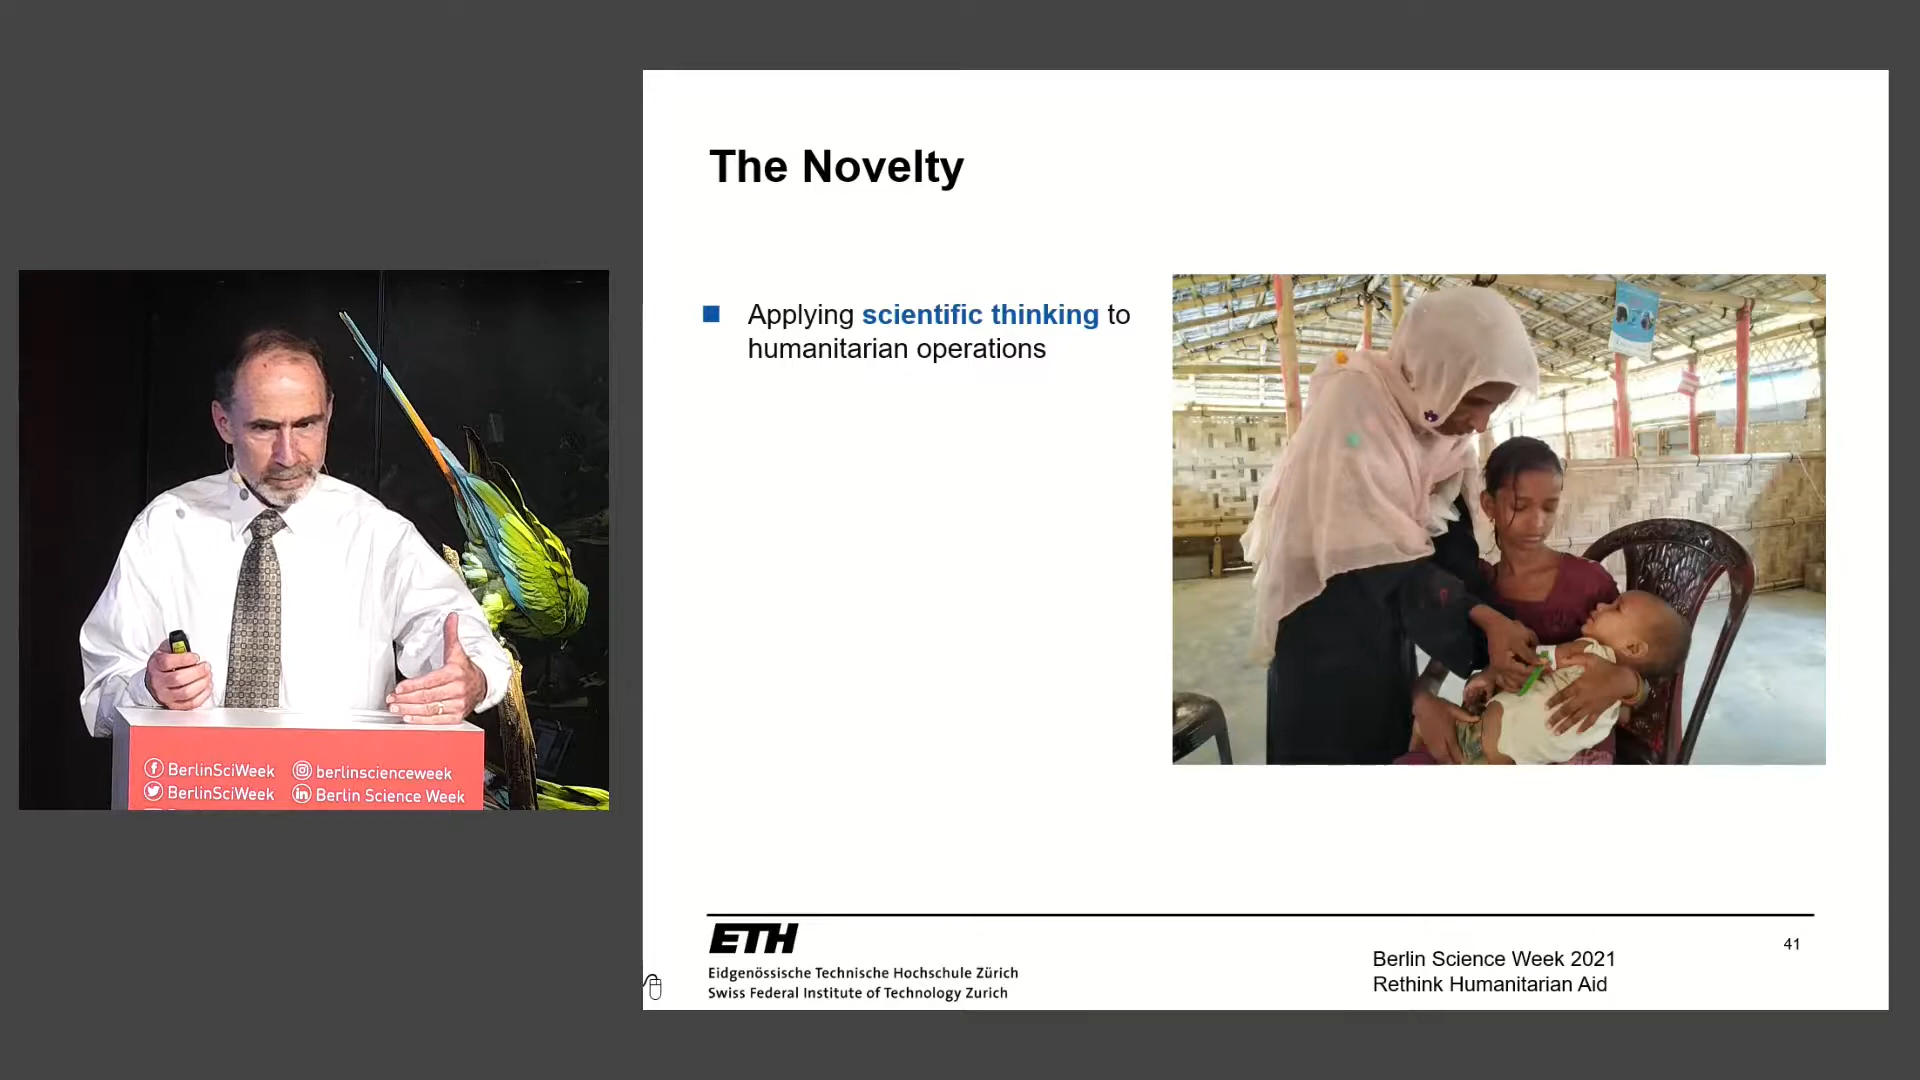 The Novelty
Applying scientific thinking to
humanitarian operations
BerlinSciWeek
berlinscienceweek
BerlinSciWeek
Berlin Science Week
ETH
Eidgenössische Technische Hochschule Zürich
Swiss Federal Institute of Technology Zurich
Berlin Science Week 2021
Rethink Humanitarian Aid
41